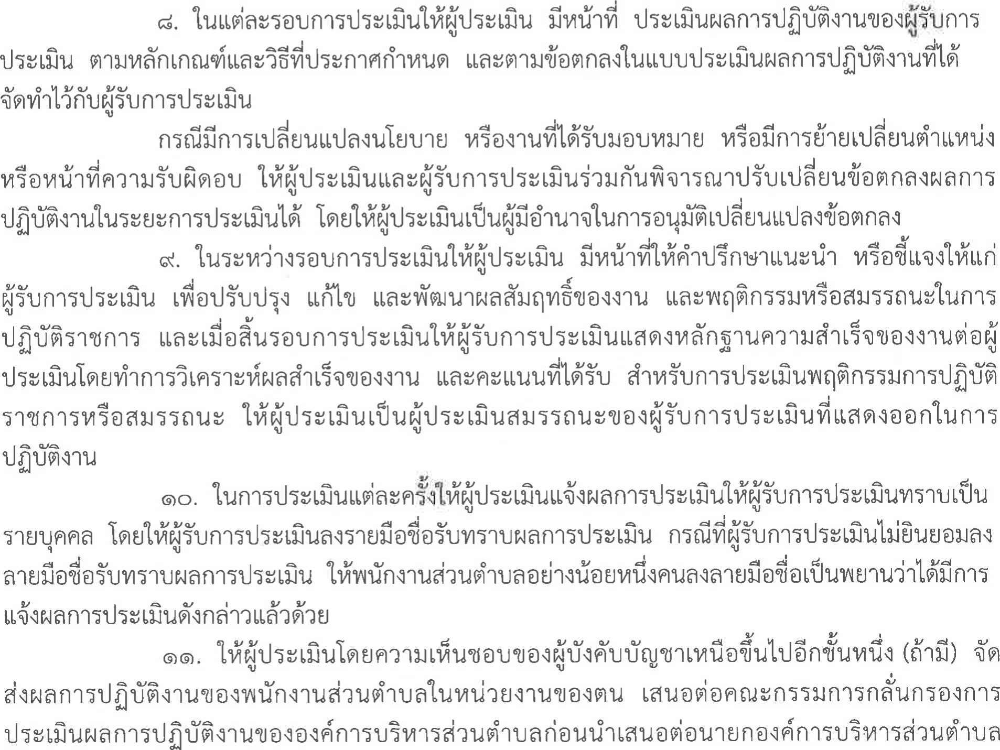 ๘. ในแต่ละรอบการประเมินให้ผู้ประเมิน มีหน้าที่ ประเมินผลการปฏิบัติงานของผู้รับการ
ประเมิน ตามหลักเกณฑ์และวิธีที่ประกาศกำหนด และตามข้อตกลงในแบบประเมินผลการปฏิบัติงานที่ได้
จัดทำไว้กับผู้รับการประเมิน
กรณีมีการเปลี่ยนแปลงนโยบาย หรืองานที่ได้รับมอบหมาย หรือมีการย้ายเปลี่ยนตำแหน่ง
หรือหน้าที่ความรับผิดอบ ให้ผู้ประเมินและผู้รับการประเมินร่วมกันพิจารณาปรับเปลี่ยนข้อตกลงผลการ
ปฏิบัติงานในระยะการประเมินได้ โดยให้ผู้ประเมินเป็นผู้มีอำนาจในการอนุมัติเปลี่ยนแปลงข้อตกลง
๙. ในระหว่างรอบการประเมินให้ผู้ประเมิน มีหน้าที่ให้คำปรึกษาแนะนำ หรือชี้แจงให้แก่
ผู้รับการประเมิน เพื่อปรับปรุง แก้ไข และพัฒนาผลสัมฤทธิ์ของงาน และพฤติกรรมหรือสมรรถนะในการ
ปฏิบัติราชการ และเมื่อสิ้นรอบการประเมินให้ผู้รับการประเมินแสดงหลักฐานความสำเร็จของงานต่อผู้
ประเมินโดยทำการวิเคราะห์ผลสำเร็จของงาน และคะแนนที่ได้รับ สำหรับการประเมินพฤติกรรมการปฏิบัติ
ราชการหรือสมรรถนะ ให้ผู้ประเมินเป็นผู้ประเมินสมรรถนะของผู้รับการประเมินที่แสดงออกในการ
ปฏิบัติงาน
๑๐. ในการประเมินแต่ละครั้งให้ผู้ประเมินแจ้งผลการประเมินให้ผู้รับการประเมินทราบเป็น
รายบุคคล โดยให้ผู้รับการประเมินลงรายมือชื่อรับทราบผลการประเมิน กรณีที่ผู้รับการประเมินไม่ยินยอมลง
ลายมือชื่อรับทราบผลการประเมิน ให้พนักงานส่วนตำบลอย่างน้อยหนึ่งคนลงลายมือชื่อเป็นพยานว่าได้มีการ
แจ้งผลการประเมินดังกล่าวแล้วด้วย
๑๑. ให้ผู้ประเมินโดยความเห็นชอบของผู้บังคับบัญชาเหนือขึ้นไปอีกชั้นหนึ่ง (ถ้ามี) จัด
ส่งผลการปฏิบัติงานของพนักงานส่วนตำบลในหน่วยงานของตน เสนอต่อคณะกรรมการกลั่นกรองการ
ประเมินผลการปฏิบัติงานขององค์การบริหารส่วนตำบลก่อนนำเสนอต่อนายกองค์การบริหารส่วนตำบล